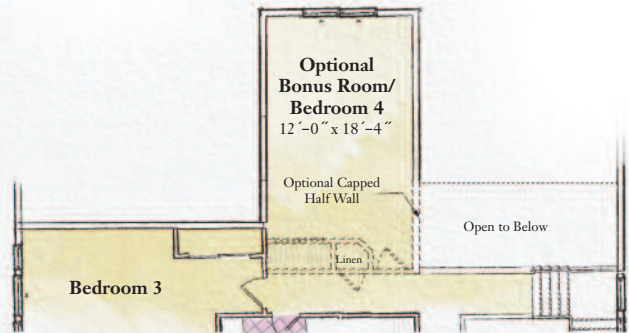 Optional
Bonus Room/
Bedroom 4
12´-0˝ x 18´-4˝
Optional Capped
Half Wall
Open to Below
Linen
Bedroom 3